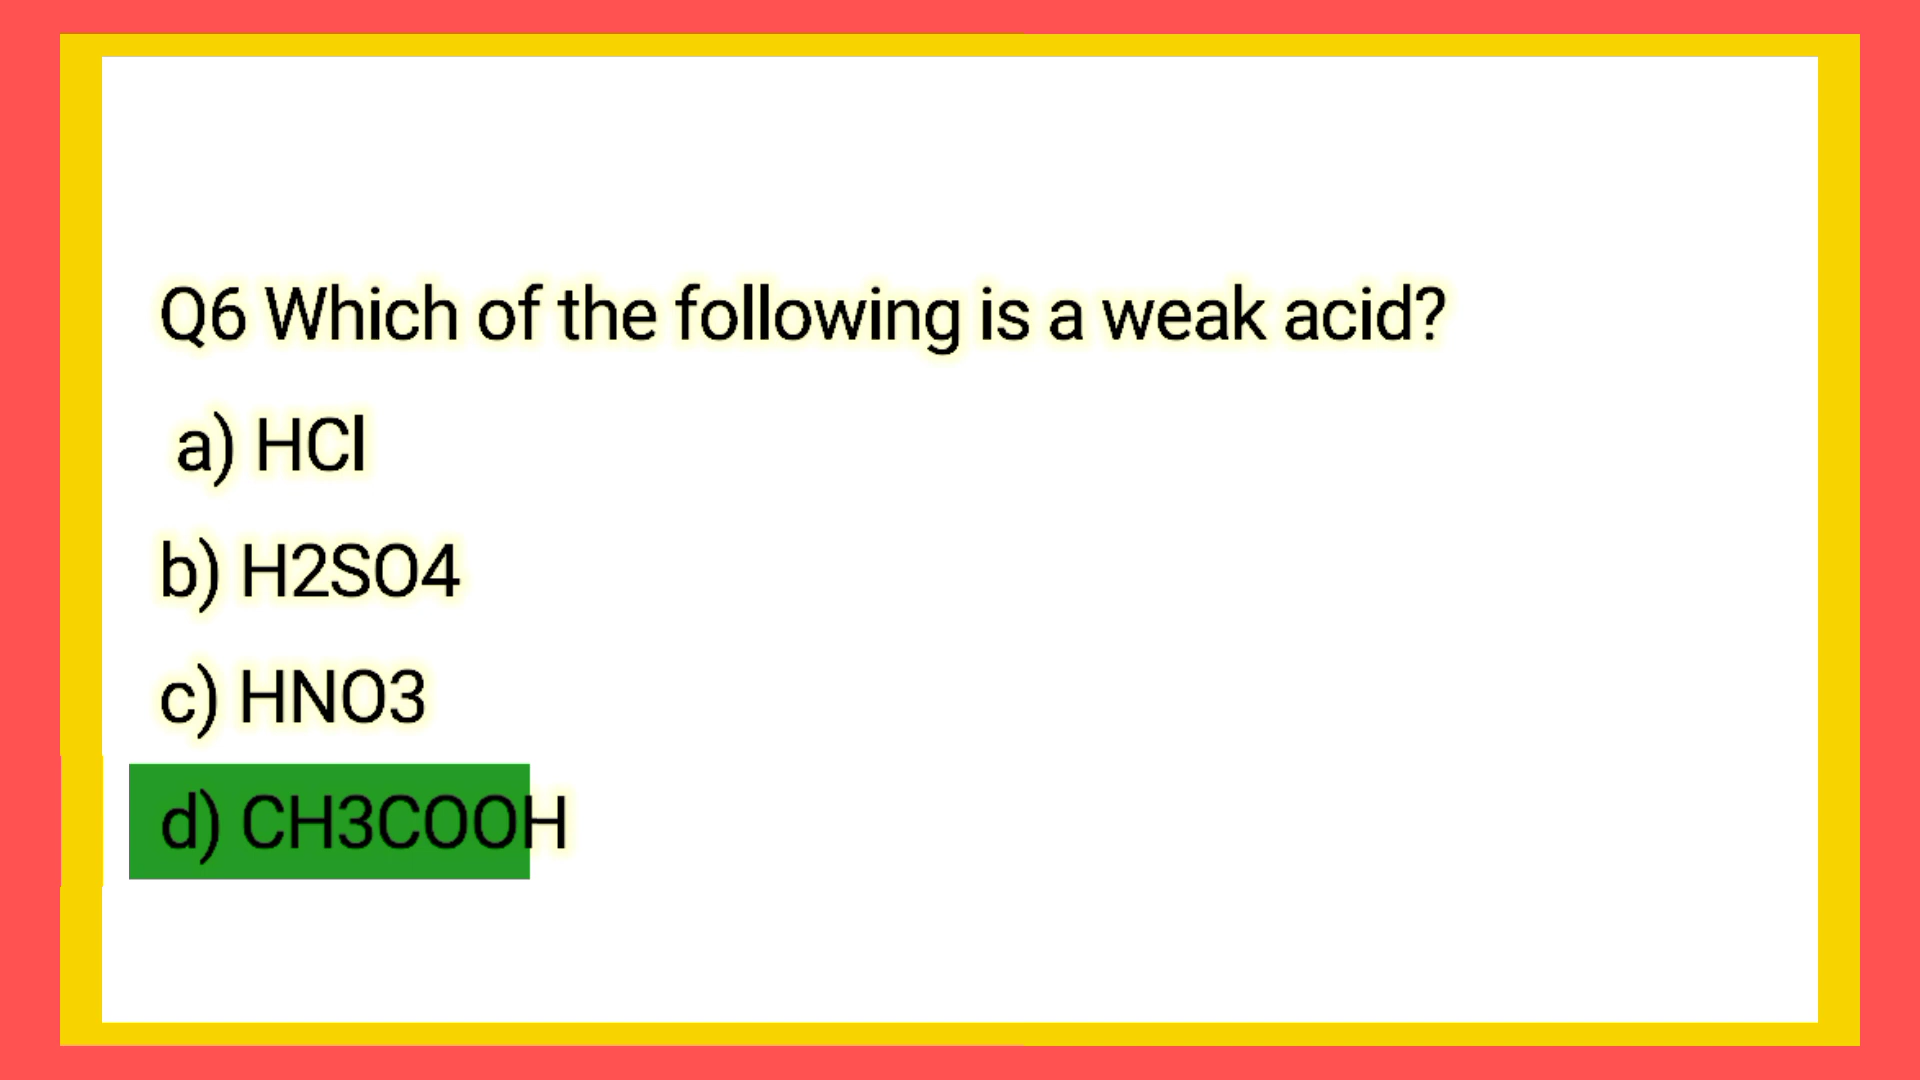 Q6 Which of the following is a weak acid?
a) HCl
b) H2SO4
c) HNO3
d) CH3COOH